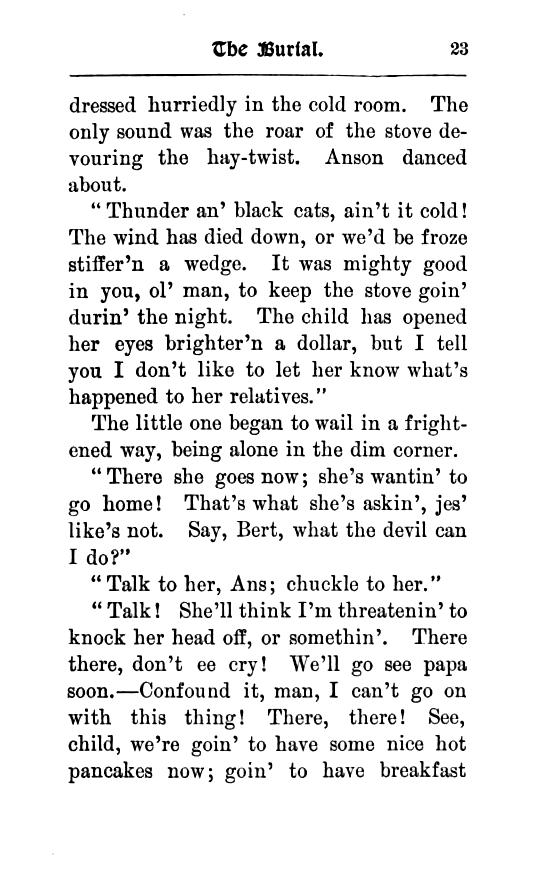 The Burial. 23
dressed hurriedly in the cold room. The
only sound was the roar of the stove de-
vouring the hay-twist. Anson danced
about.
“Thunder an’ black cats, ain’t it cold!
The wind has died down, or we’d be froze
stiffer’n a wedge. It was mighty good
in you, ol’ man, to keep the stove goin’
durin’ the night. The child has opened
her eyes brighter’n a dollar, but I tell
you I don’t like to let her know what’s
happened to her relatives.”
The little one began to wail in a fright-
ened way, being alone in the dim corner.
“There she goes now; she’s wantin’ to
go home! That’s what she’s askin’, jes’
like’s not. Say, Bert, what the devil can
I do?”
“Talk to her, Ans; chuckle to her.”
“Talk! She’ll think I’m threatenin’ to
knock her head off, or somethin’. There
there, don’t ee cry! We’ll go see papa
soon.—Confound it, man, I can’t go on
with this thing! There, there! See,
child, we’re goin’ to have some nice hot
pancakes now; goin’ to have breakfast